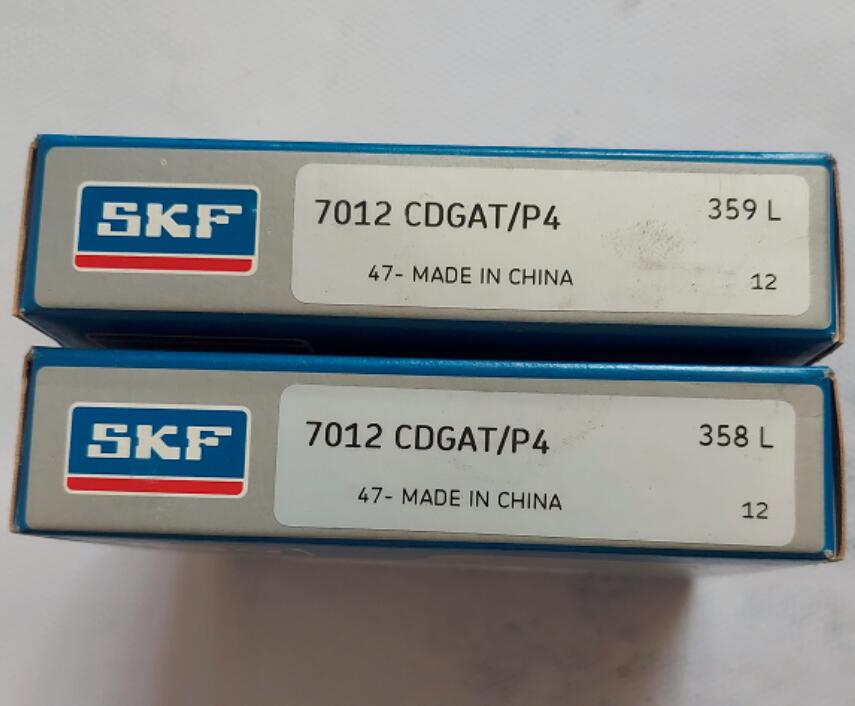 SKF
7012 CDGAT/P4 359 L
47- MADE IN CHINA 12
SKF
7012 CDGAT/P4 358 L
47- MADE IN CHINA 12